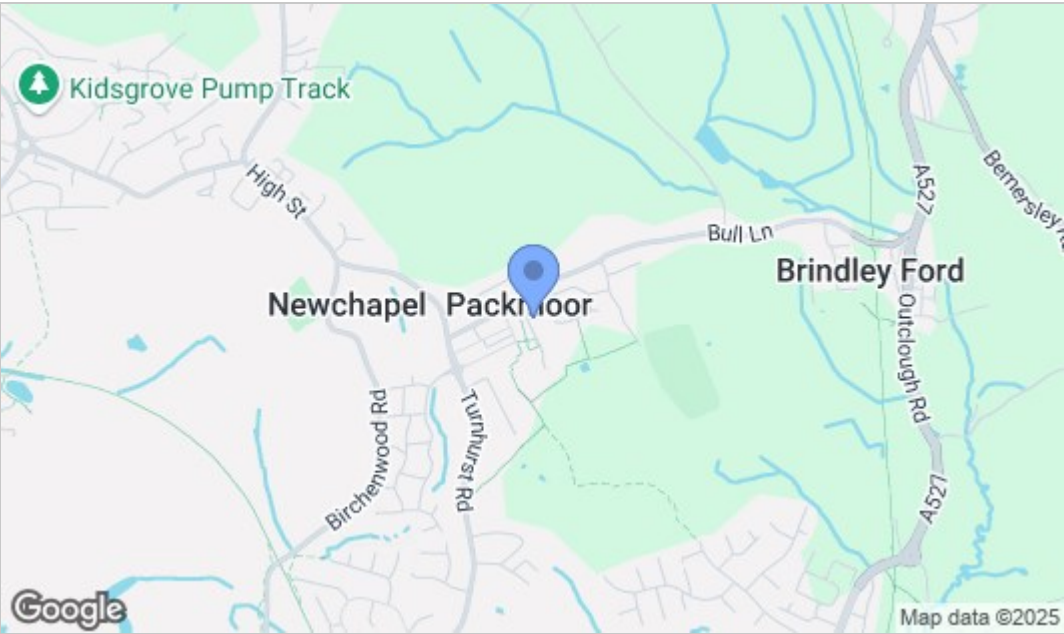 Kidsgrove Pump Track
High St
A527
Bemersley
Bull Ln
Brindley Ford
Newchapel
Packmoor
Outclough Rd
Birchenwood Rd
Turnhurst Rd
A527
Google
Map data ©2025